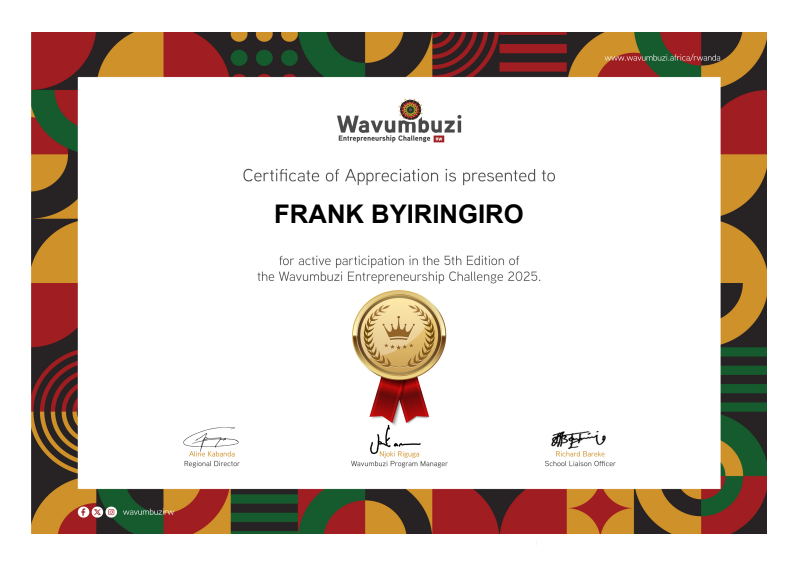 www.wavumbuzi.africa/rwanda
Wavumbuzi
Entrepreneurship Challenge RW
Certificate of Appreciation is presented to
FRANK BYIRINGIRO
for active participation in the 5th Edition of
the Wavumbuzi Entrepreneurship Challenge 2025.
Aline Kabanda
Regional Director
Njoki Riguga
Wavumbuzi Program Manager
Richard Bareke
School Liaison Officer
wavumbuzirw